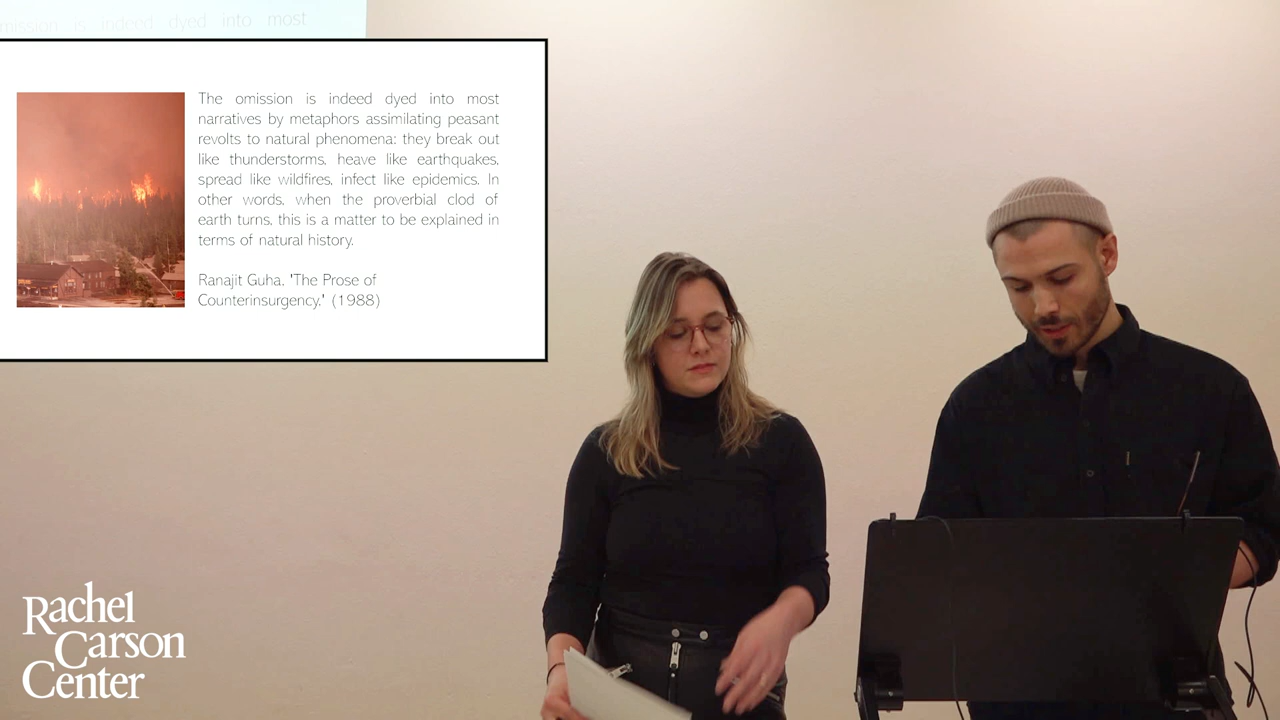 mission is indeed dyed into most
The omission is indeed dyed into most
narratives by metaphors assimilating peasant
revolts to natural phenomena: they break out
like thunderstorms, heave like earthquakes,
spread like wildfires, infect like epidemics. In
other words, when the proverbial clod of
earth turns, this is a matter to be explained in
terms of natural history.
Ranajit Guha, 'The Prose of
Counterinsurgency.' (1988)
Rachel
Carson
Center